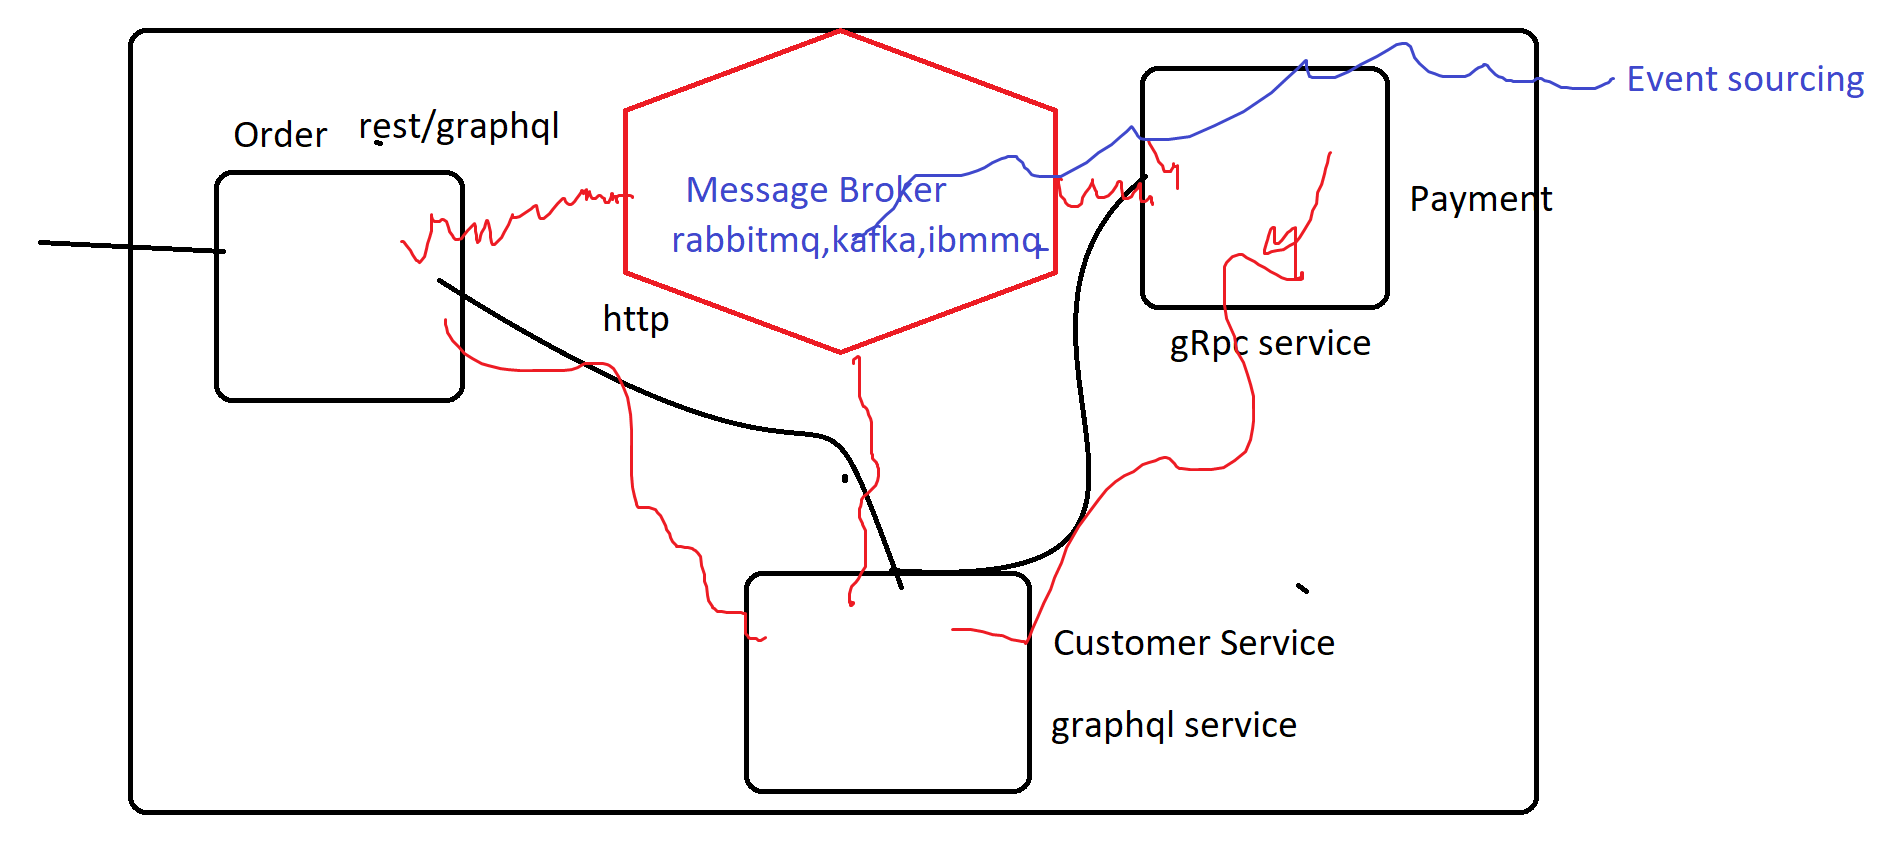 Event sourcing
Order
rest/graphql
Message Broker
rabbitmq,kafka,ibmmq
Payment
http
gRpc service
Customer Service
graphql service